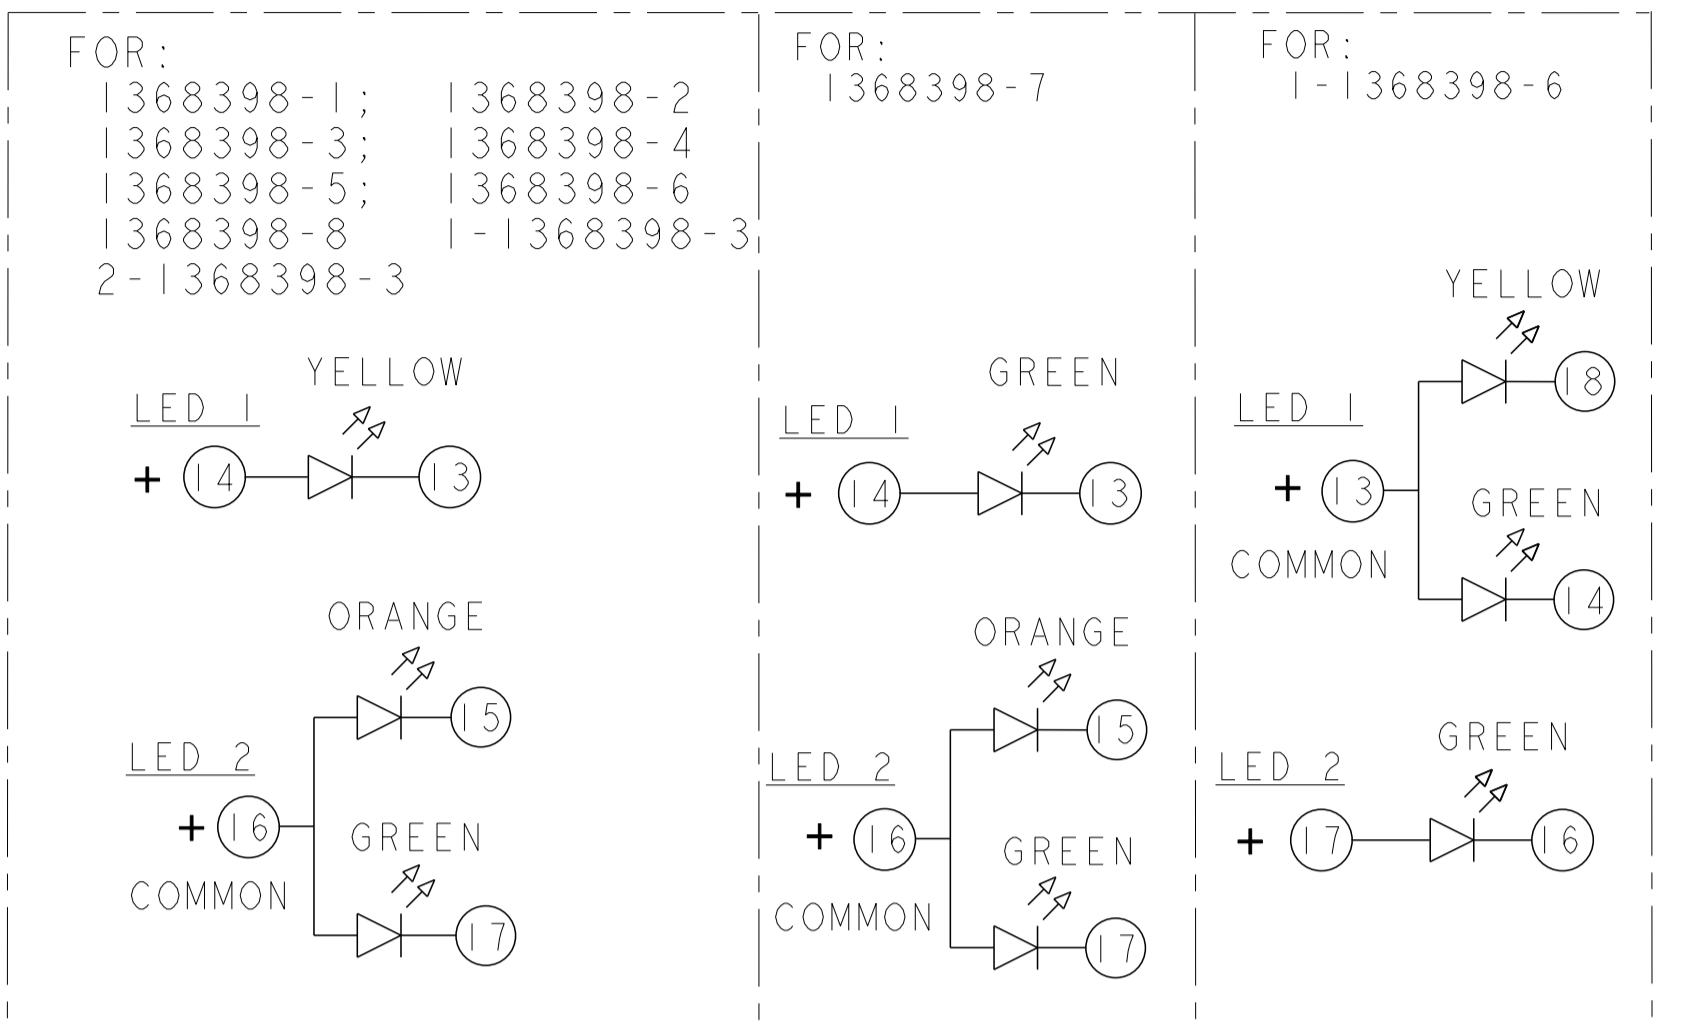 FOR:
1368398-1; 1368398-2
1368398-3; 1368398-4
1368398-5; 1368398-6
1368398-8 1-1368398-3
2-1368398-3
YELLOW
LED 1
+ 14 13
ORANGE
15
LED 2
+ 16
GREEN
COMMON
17
FOR:
1368398-7
GREEN
LED 1
+ 14 13
ORANGE
15
LED 2
+ 16
GREEN
COMMON
17
FOR:
1-1368398-6
YELLOW
18
LED 1
+ 13
GREEN
COMMON
14
GREEN
LED 2
+ 17 16